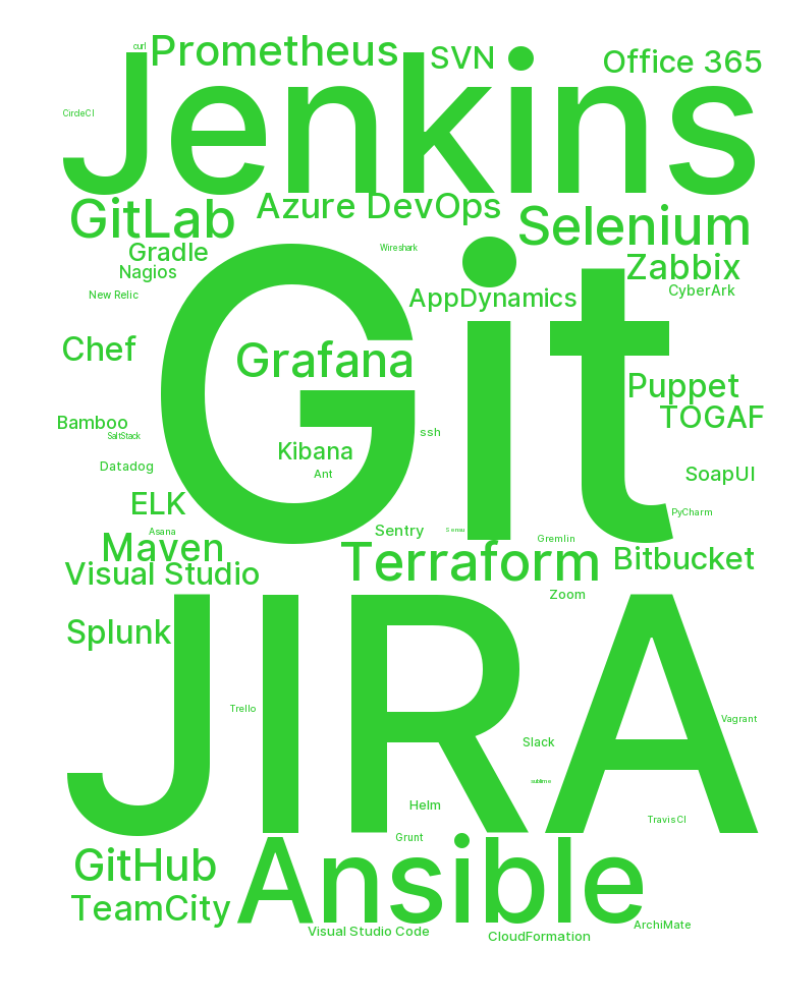 curl
Prometheus
SVN
Office 365
Jenkins
CircleCI
GitLab
Azure DevOps
Selenium
Gradle
Wireshark
Nagios
Zabbix
New Relic
AppDynamics
CyberArk
Git
Chef
Grafana
Puppet
TOGAF
Bamboo
SaltStack
ssh
Kibana
Datadog
Ant
SoapUI
ELK
PyCharm
Asana
Sentry
Gremlin
Maven
Terraform
Bitbucket
Visual Studio
Zoom
JIRA
Splunk
Trello
Vagrant
Slack
sublime
Helm
TravisCI
Grunt
GitHub
Ansible
TeamCity
Visual Studio Code
CloudFormation
ArchiMate